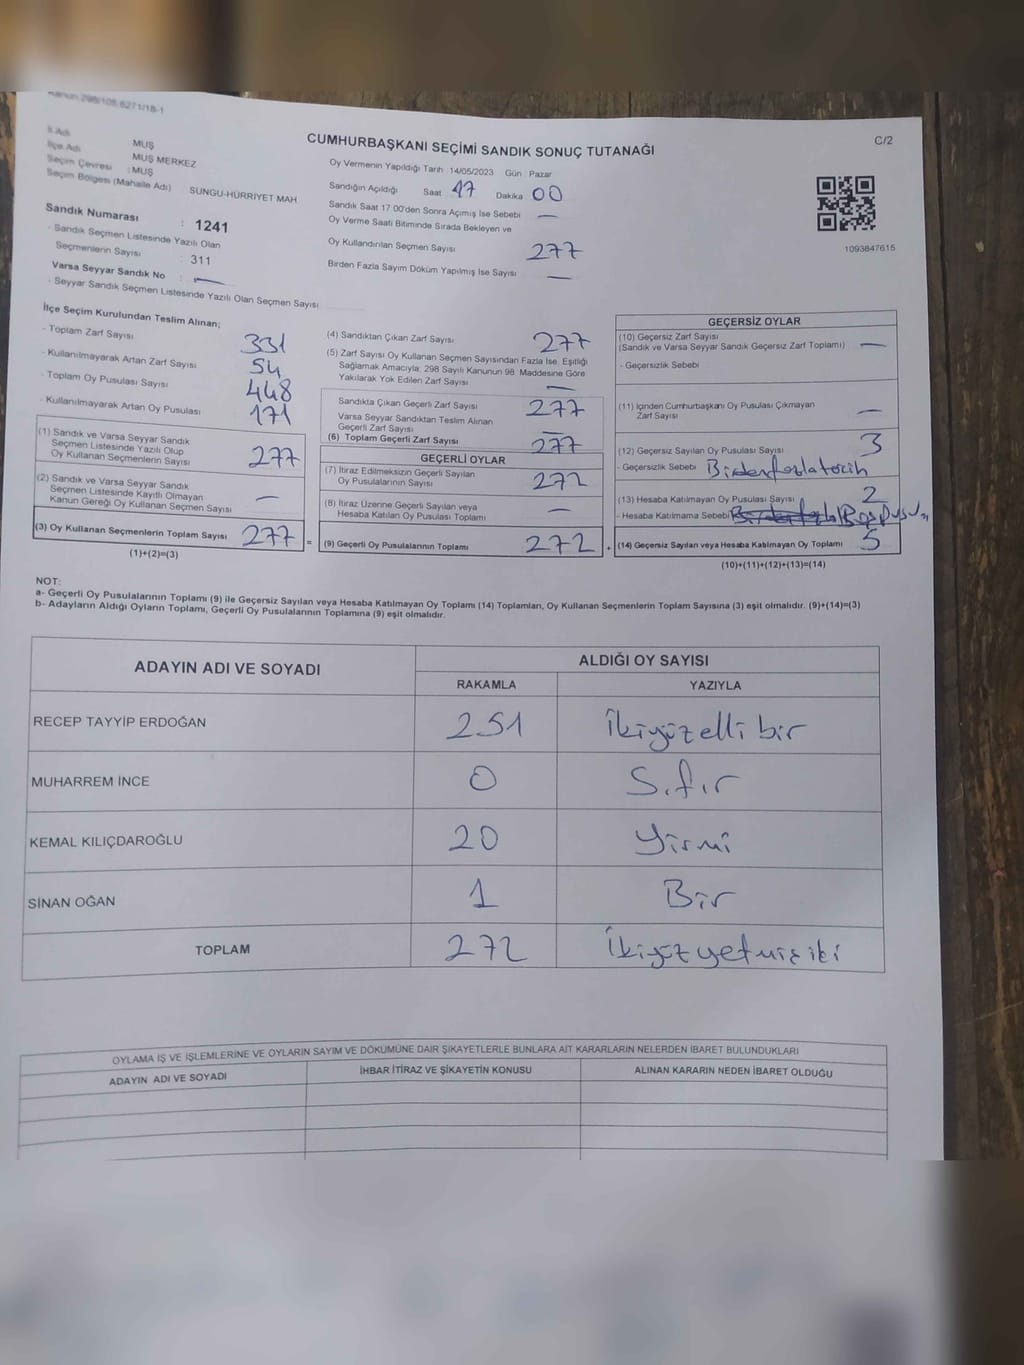 Kanun:298/105,6271/18-1
C/2
CUMHURBAŞKANI SEÇİMİ SANDIK SONUÇ TUTANAĞI
İl Adı : MUŞ
İlçe Adı : MUŞ MERKEZ
Seçim Çevresi : MUŞ
Seçim Bölgesi (Mahalle Adı) SUNGU-HÜRRİYET MAH
Sandık Numarası : 1241
- Sandık Seçmen Listesinde Yazılı Olan
Seçmenlerin Sayısı : 311
Varsa Seyyar Sandık No : —
- Seyyar Sandık Seçmen Listesinde Yazılı Olan Seçmen Sayısı
Oy Vermenin Yapıldığı Tarih 14/05/2023 Gün Pazar
Sandığın Açıldığı Saat 17 Dakika 00
Sandık Saat 17:00'den Sonra Açımış İse Sebebi —
Oy Verme Saati Bitiminde Sırada Bekleyen ve
Oy Kullandırılan Seçmen Sayısı 277
Birden Fazla Sayım Döküm Yapılmış İse Sayısı —
1093847615
İlçe Seçim Kurulundan Teslim Alınan;
- Toplam Zarf Sayısı 331
- Kullanılmayarak Artan Zarf Sayısı 54
- Toplam Oy Pusulası Sayısı 448
- Kullanılmayarak Artan Oy Pusulası 171
(1) Sandık ve Varsa Seyyar Sandık
Seçmen Listesinde Yazılı Olup
Oy Kullanan Seçmenlerin Sayısı 277
(2) Sandık ve Varsa Seyyar Sandık
Seçmen Listesinde Kayıtlı Olmayan
Kanun Gereği Oy Kullanan Seçmen Sayısı —
(3) Oy Kullanan Seçmenlerin Toplam Sayısı 277 =
(1)+(2)=(3)
(4) Sandıktan Çıkan Zarf Sayısı 277
(5) Zarf Sayısı Oy Kullanan Seçmen Sayısından Fazla İse, Eşitliği
Sağlamak Amacıyla, 298 Sayılı Kanunun 98. Maddesine Göre
Yakılarak Yok Edilen Zarf Sayısı —
Sandıkta Çıkan Geçerli Zarf Sayısı 277
Varsa Seyyar Sandıktan Teslim Alınan
Geçerli Zarf Sayısı —
(6) Toplam Geçerli Zarf Sayısı 277
GEÇERLİ OYLAR
(7) İtiraz Edilmeksizin Geçerli Sayılan
Oy Pusulalarının Sayısı 272
(8) İtiraz Üzerine Geçerli Sayılan veya
Hesaba Katılan Oy Pusulası Toplamı —
(9) Geçerli Oy Pusulalarının Toplamı 272 +
GEÇERSİZ OYLAR
(10) Geçersiz Zarf Sayısı
(Sandık ve Varsa Seyyar Sandık Geçersiz Zarf Toplamı) —
- Geçersizlik Sebebi
(11) İçinden Cumhurbaşkanı Oy Pusulası Çıkmayan
Zarf Sayısı —
(12) Geçersiz Sayılan Oy Pusulası Sayısı 3
- Geçersizlik Sebebi Birden fazla tercih
(13) Hesaba Katılmayan Oy Pusulası Sayısı 2
- Hesaba Katılmama Sebebi
(14) Geçersiz Sayılan veya Hesaba Katılmayan Oy Toplamı 5
(10)+(11)+(12)+(13)=(14)
NOT:
a- Geçerli Oy Pusulalarının Toplamı (9) ile Geçersiz Sayılan veya Hesaba Katılmayan Oy Toplamı (14) Toplamları, Oy Kullanan Seçmenlerin Toplam Sayısına (3) eşit olmalıdır. (9)+(14)=(3)
b- Adayların Aldığı Oyların Toplamı, Geçerli Oy Pusulalarının Toplamına (9) eşit olmalıdır.
ADAYIN ADI VE SOYADI ALDIĞI OY SAYISI
RAKAMLA YAZIYLA
RECEP TAYYİP ERDOĞAN 251 İkiyüzelli bir
MUHARREM İNCE 0 Sıfır
KEMAL KILIÇDAROĞLU 20 Yirmi
SİNAN OĞAN 1 Bir
TOPLAM 272 İkiyüz yetmiş iki
OYLAMA İŞ VE İŞLEMLERİNE VE OYLARIN SAYIM VE DÖKÜMÜNE DAİR ŞİKAYETLERLE BUNLARA AİT KARARLARIN NELERDEN İBARET BULUNDUKLARI
ADAYIN ADI VE SOYADI İHBAR İTİRAZ VE ŞİKAYETİN KONUSU ALINAN KARARIN NEDEN İBARET OLDUĞU